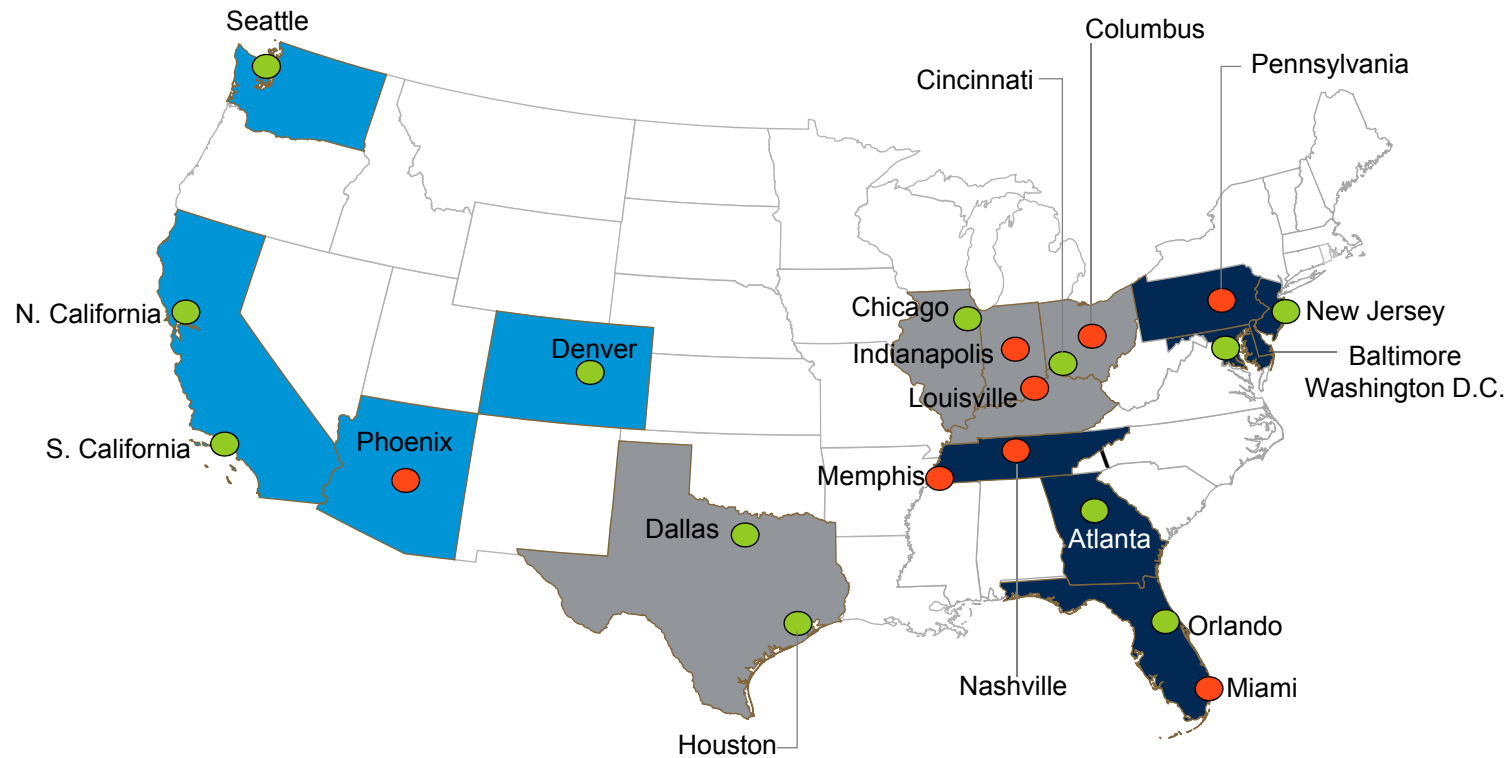 Seattle
Columbus
Cincinnati
Pennsylvania
N. California
Chicago
New Jersey
Denver
Indianapolis
Baltimore
Washington D.C.
Louisville
S. California
Phoenix
Memphis
Dallas
Atlanta
Orlando
Nashville
Miami
Houston